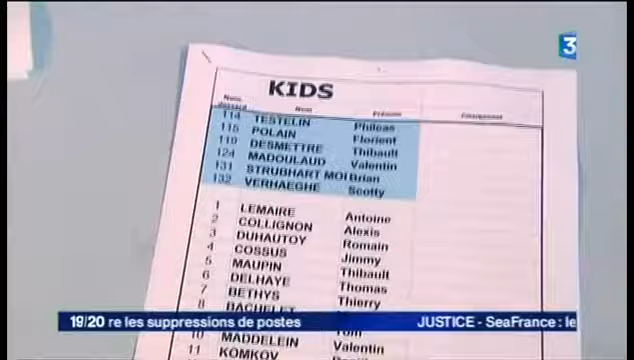 3
KIDS
Nom
Prénom
114 TESTELIN Phileas
115 POLAIN Florient
119 DESMETTRE Thibault
124 MADOULAUD Valentin
131 STRUBHART MOI Brian
132 VERHAEGHE Scotty
1 LEMAIRE Antoine
2 COLLIGNON Alexis
3 DUHAUTOY Romain
4 COSSUS Jimmy
5 MAUPIN Thibault
6 DELHAYE Thomas
7 BETHYS Thierry
8 BACHELET
19/20 re les suppressions de postes JUSTICE - SeaFrance : le
10 MADDELEIN Valentin
11 KOMKOV